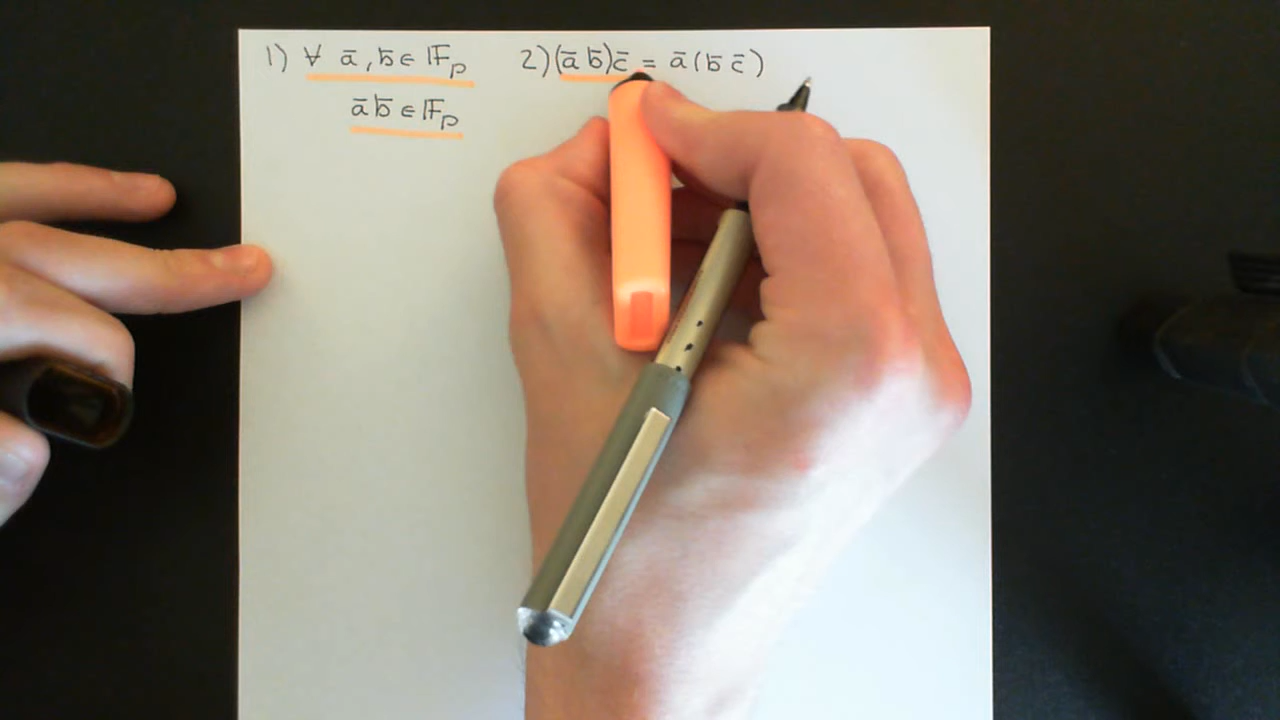 1) ∀ ā, b̄ ∈ 𝔽ₚ
ā b̄ ∈ 𝔽ₚ
2) (ā b̄) c̄ = ā (b̄ c̄)